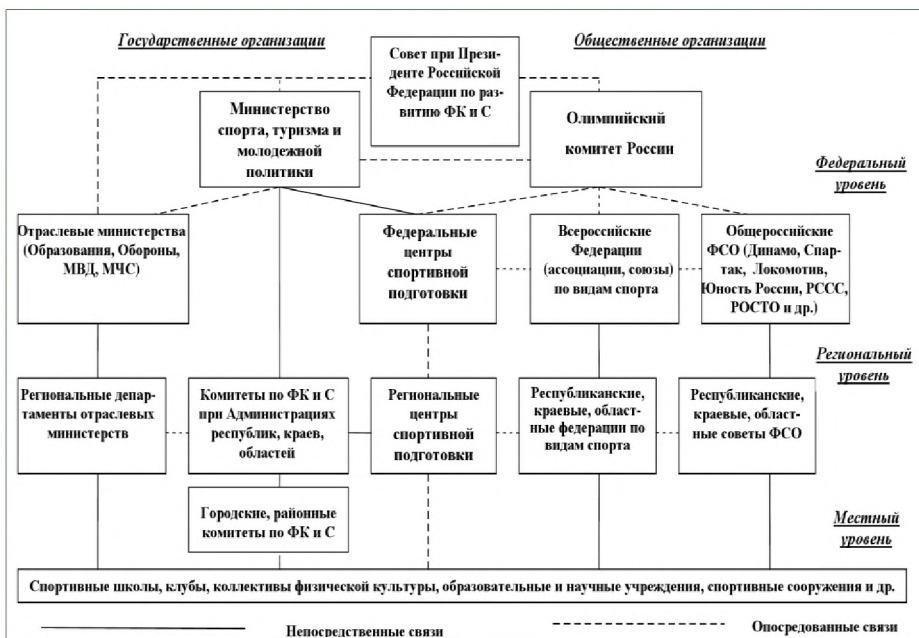 Государственные организации
Общественные организации
Совет при Прези-
денте Российской
Федерации по раз-
витию ФК и С
Министерство
спорта, туризма и
молодежной
политики
Олимпийский
комитет России
Федеральный
уровень
Отраслевые министерства
(Образования, Обороны,
МВД, МЧС)
Федеральные
центры
спортивной
подготовки
Всероссийские
Федерации
(ассоциации, союзы)
по видам спорта
Общероссийские
ФСО (Динамо, Спар-
так, Локомотив,
Юность России, РССС,
РОСТО и др.)
Региональный
уровень
Региональные депар-
таменты отраслевых
министерств
Комитеты по ФК и С
при Администрациях
республик, краев,
областей
Региональные
центры
спортивной
подготовки
Республиканские,
краевые, област-
ные федерации по
видам спорта
Республиканские,
краевые, област-
ные советы ФСО
Городские, районные
комитеты по ФК и С
Местный
уровень
Спортивные школы, клубы, коллективы физической культуры, образовательные и научные учреждения, спортивные сооружения и др.
Непосредственные связи
Опосредованные связи